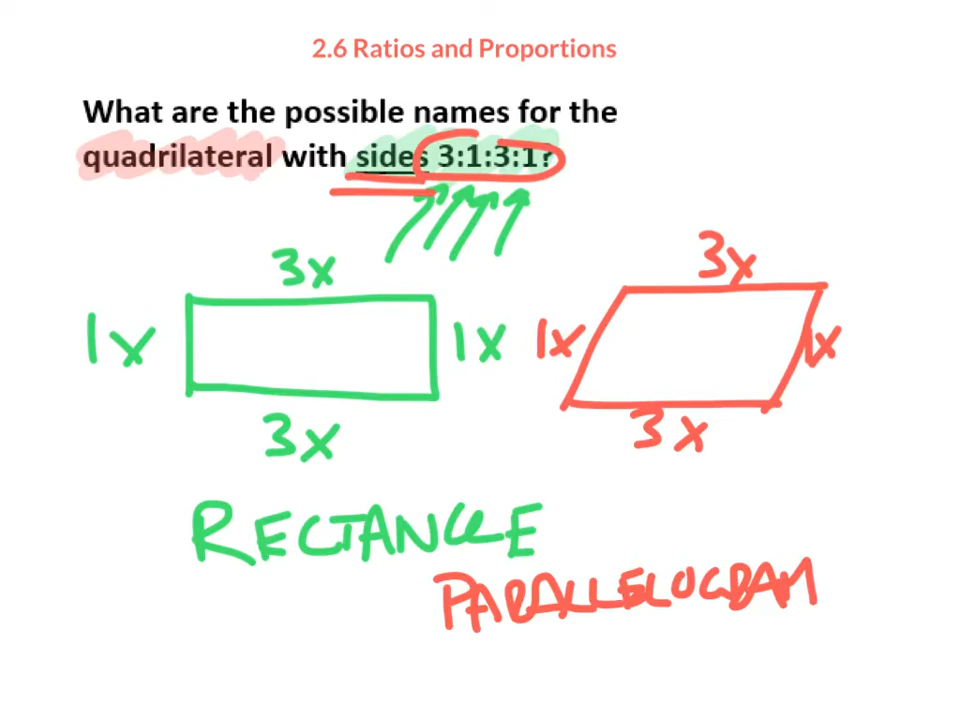 2.6 Ratios and Proportions
What are the possible names for the
quadrilateral with sides 3:1:3:1?
3x
3x
1x
1x
1x
1x
3x
3x
RECTANGLE
PARALLELOGRAM